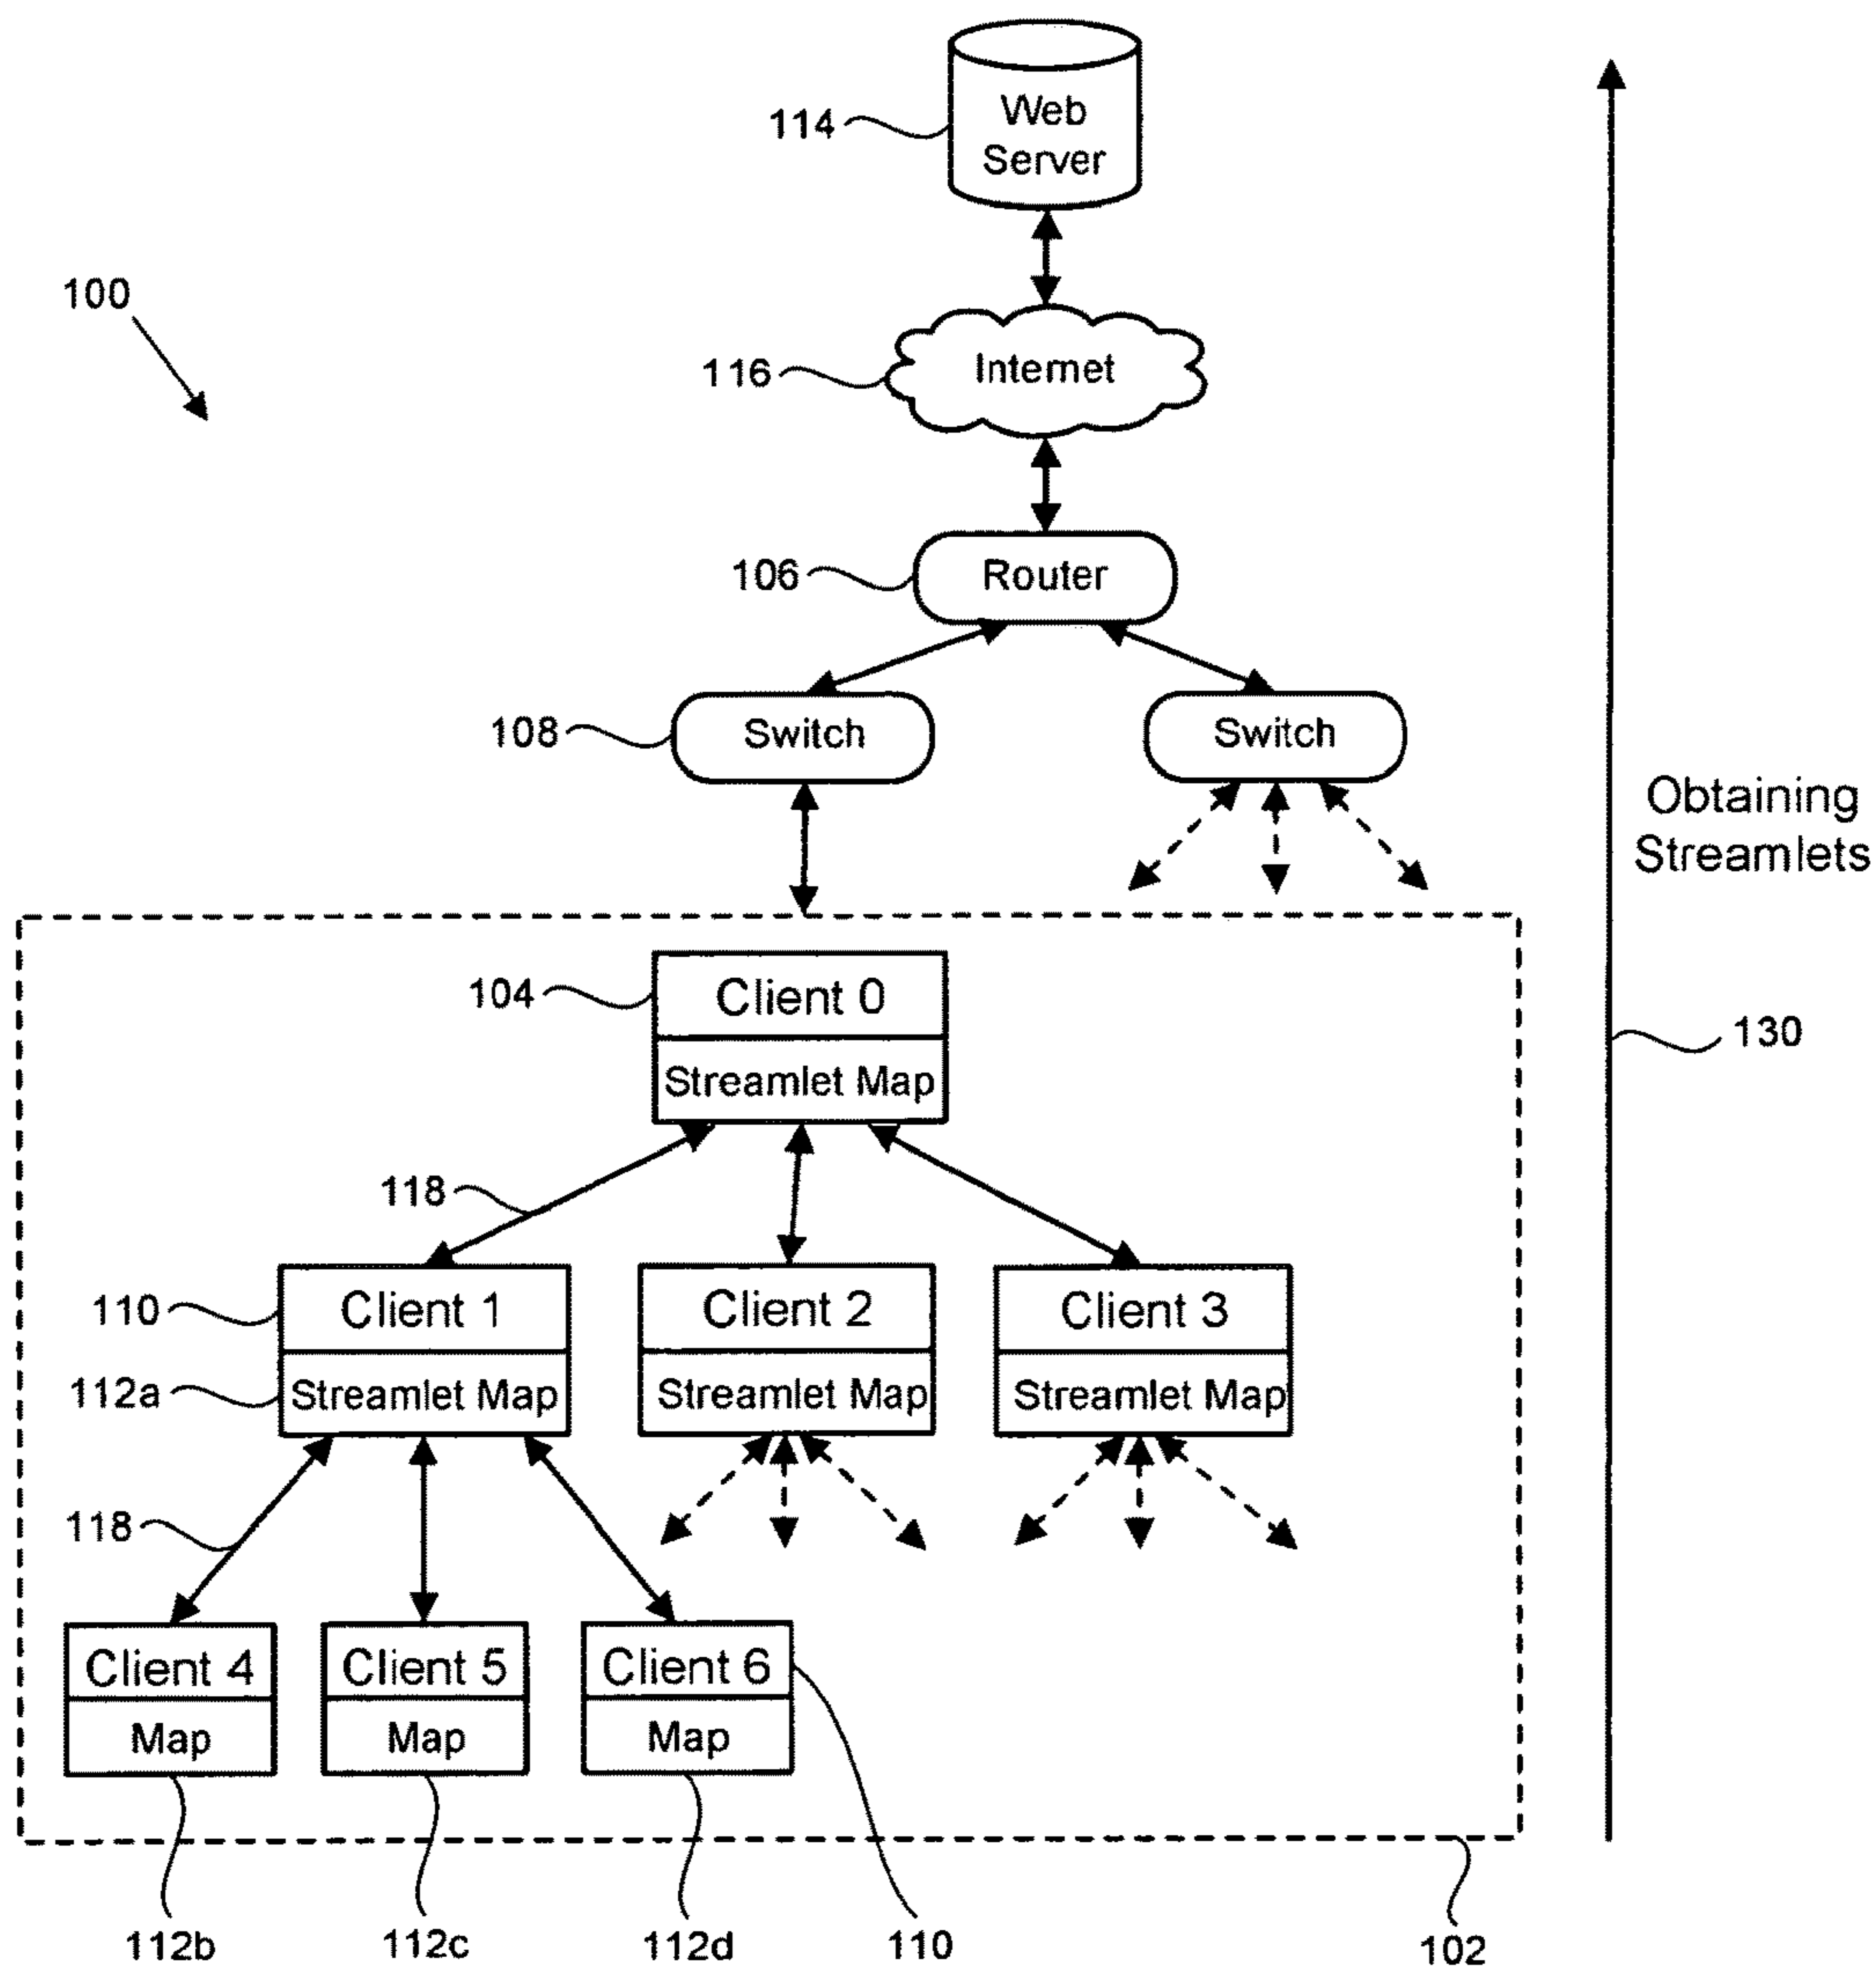 114
Web
Server
100
116
Internet
106
Router
108
Switch
Switch
Obtaining
Streamlets
104
Client 0
Streamlet Map
130
118
110
Client 1
Client 2
Client 3
112a
Streamlet Map
Streamlet Map
Streamlet Map
118
Client 4
Client 5
Client 6
Map
Map
Map
112b
112c
112d
110
102